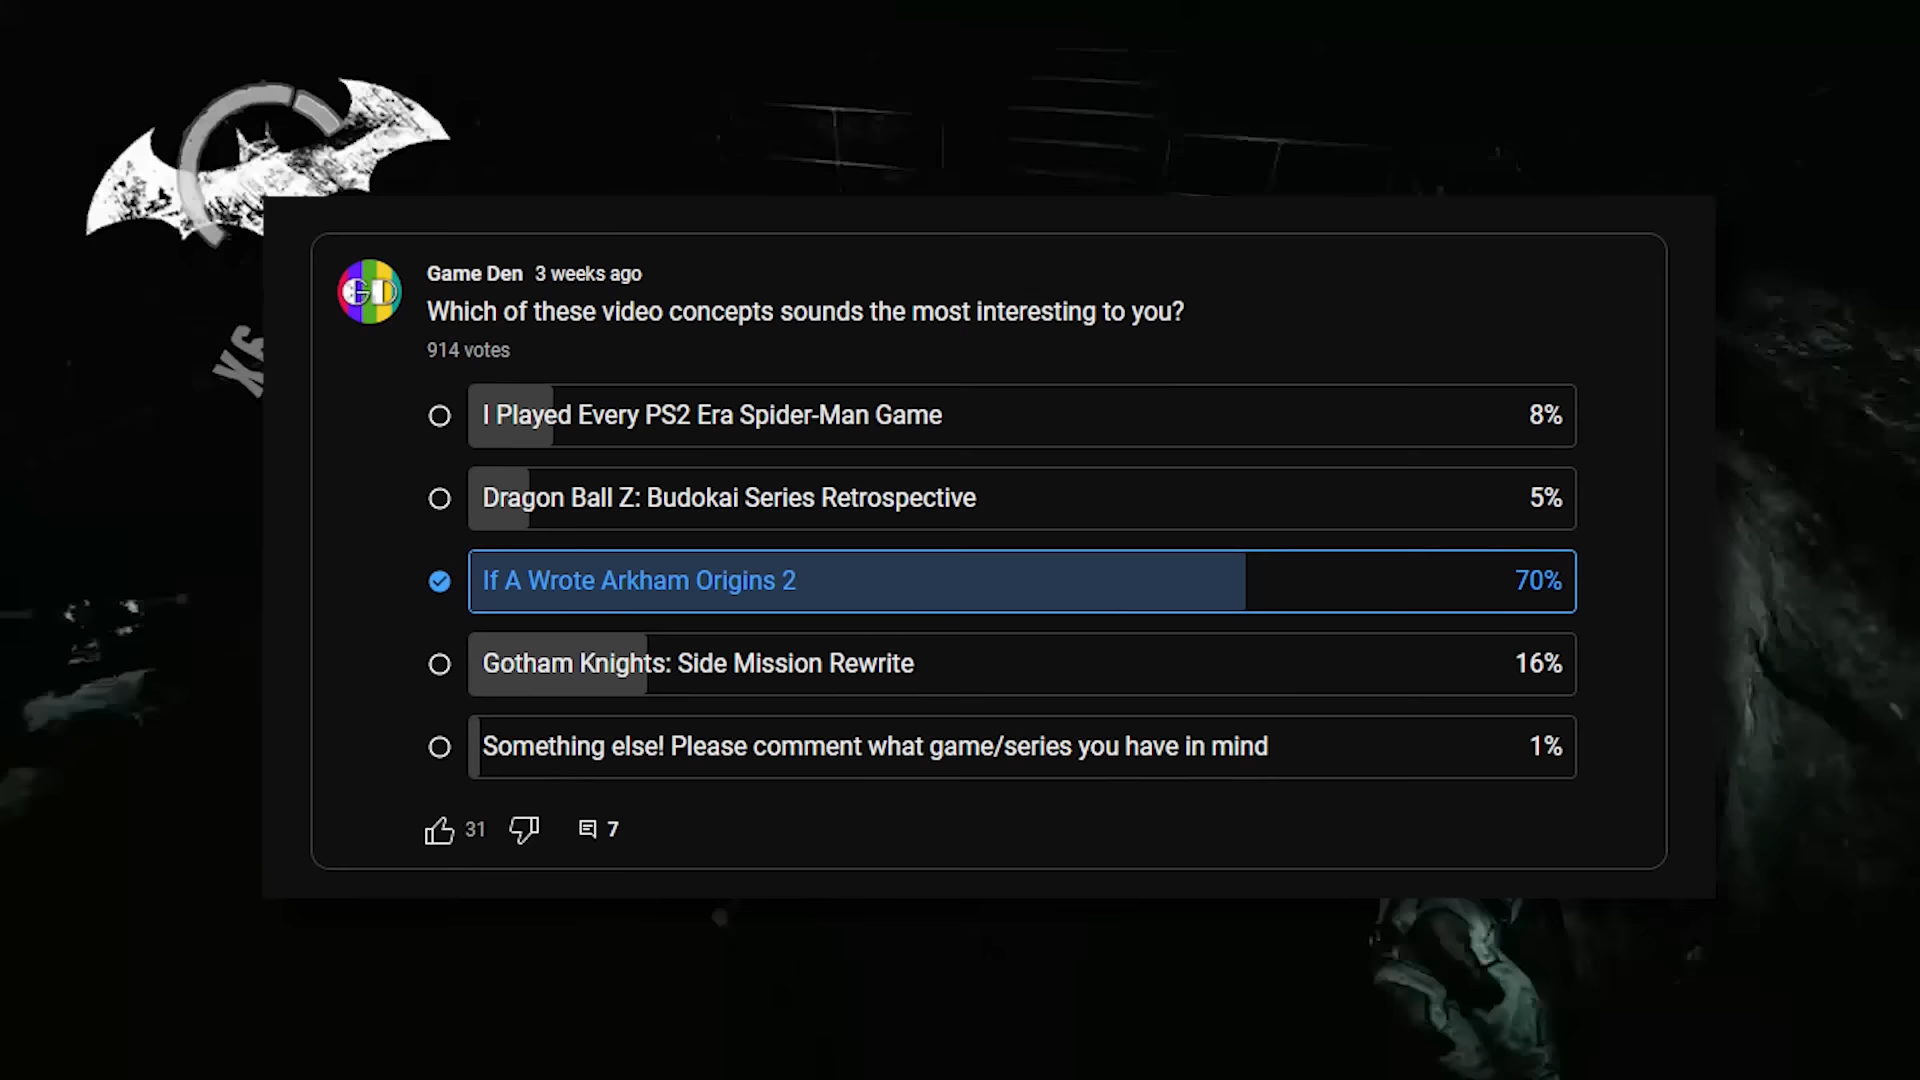 Game Den 3 weeks ago
Which of these video concepts sounds the most interesting to you?
914 votes
I Played Every PS2 Era Spider-Man Game 8%
Dragon Ball Z: Budokai Series Retrospective 5%
If A Wrote Arkham Origins 2 70%
Gotham Knights: Side Mission Rewrite 16%
Something else! Please comment what game/series you have in mind 1%
31 7